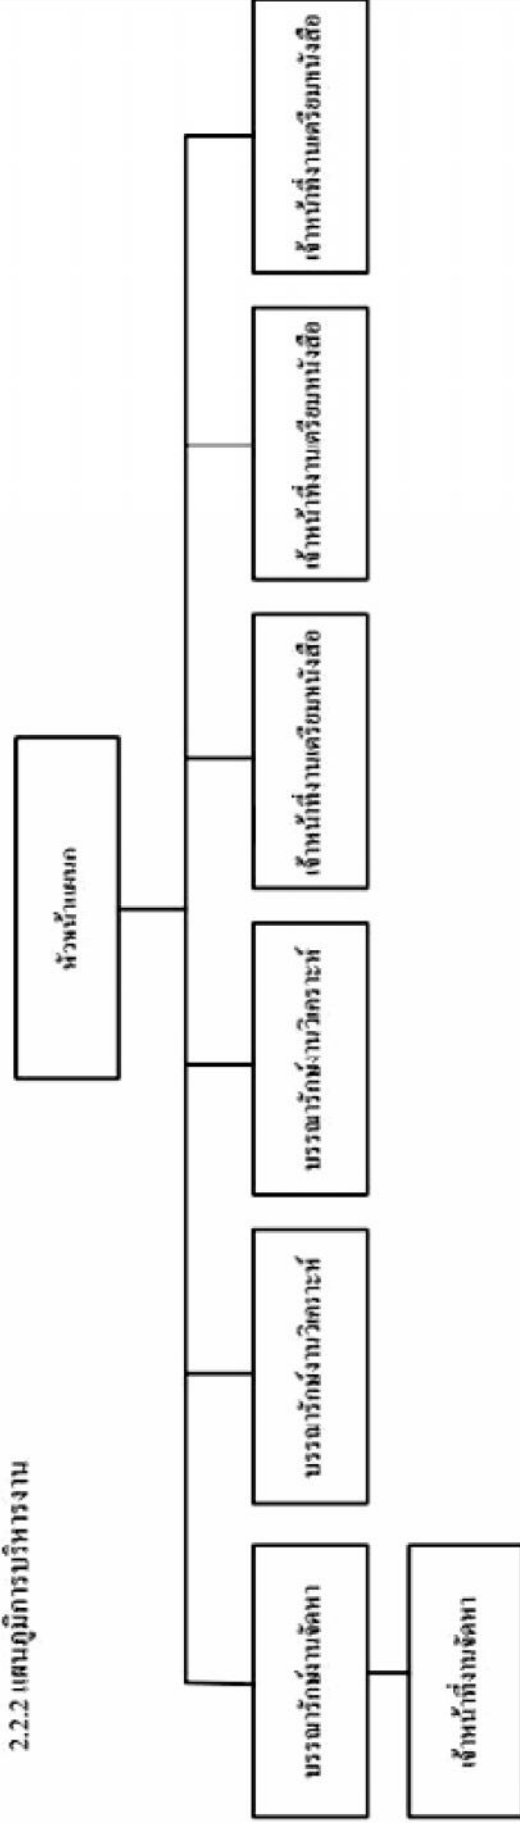 2.2.2 แผนภูมิการบริหารงาน
หัวหน้าแผนก
บรรณารักษ์งานจัดหา
บรรณารักษ์งานวิเคราะห์
บรรณารักษ์งานวิเคราะห์
เจ้าหน้าที่งานเตรียมหนังสือ
เจ้าหน้าที่งานเตรียมหนังสือ
เจ้าหน้าที่งานเตรียมหนังสือ
เจ้าหน้าที่งานจัดหา